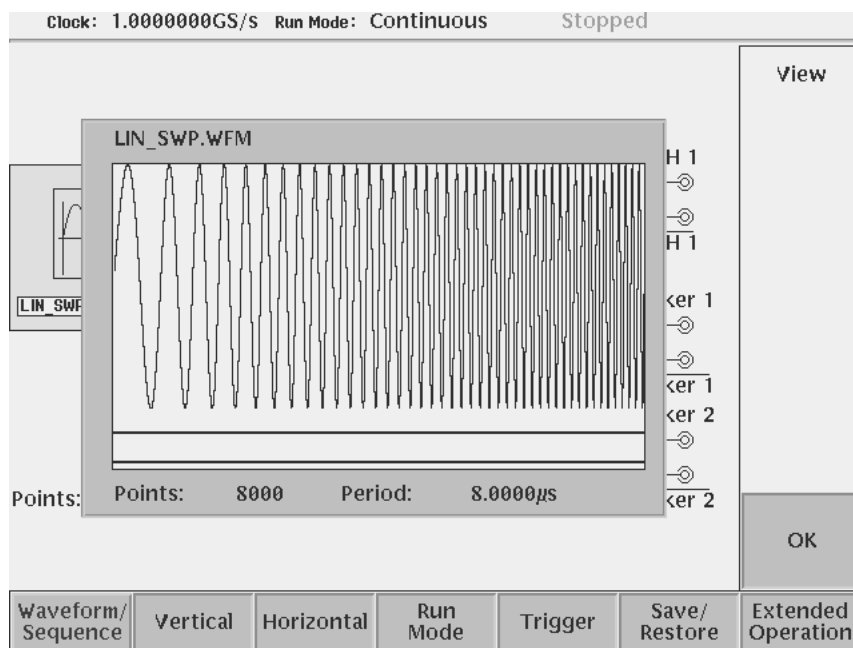 Clock: 1.0000000GS/s Run Mode: Continuous Stopped
View
LIN_SWP.WFM
H 1
H 1
LIN_SWP
ker 1
ker 1
ker 2
Points: 8000 Period: 8.0000µs
Points:
ker 2
OK
Waveform/
Sequence
Vertical
Horizontal
Run
Mode
Trigger
Save/
Restore
Extended
Operation